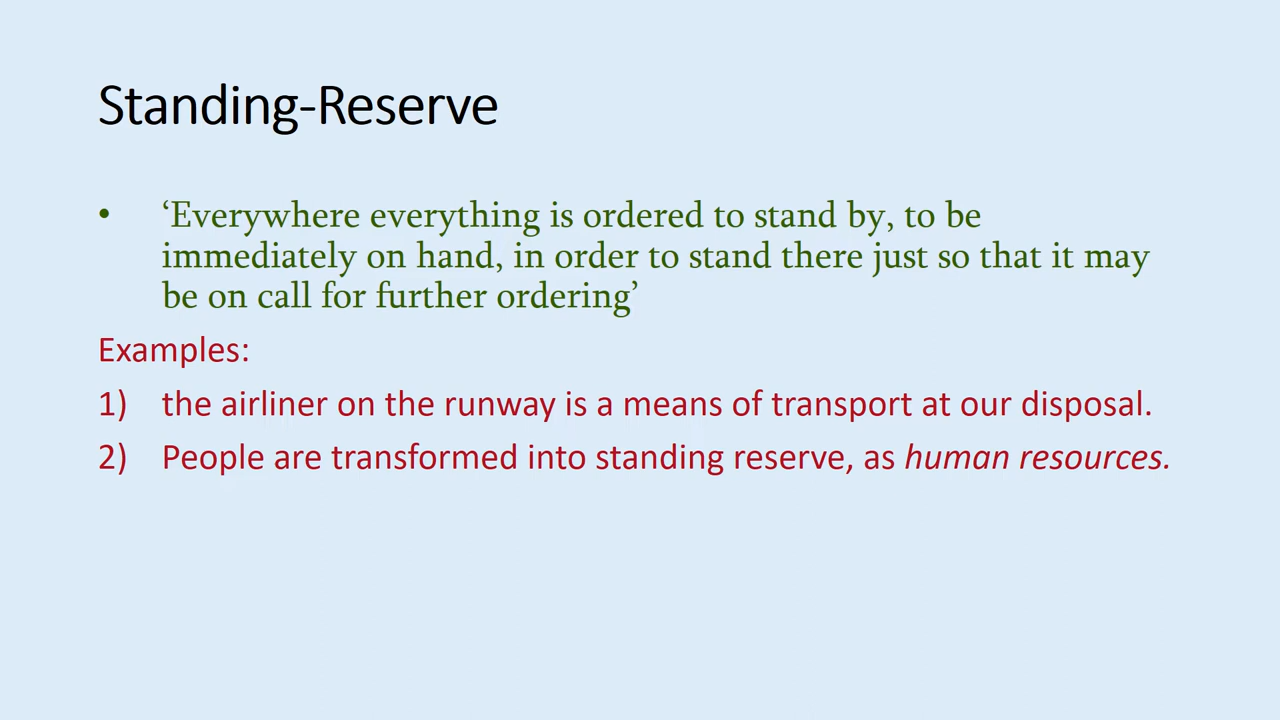 Standing-Reserve
• ‘Everywhere everything is ordered to stand by, to be
immediately on hand, in order to stand there just so that it may
be on call for further ordering’
Examples:
1) the airliner on the runway is a means of transport at our disposal.
2) People are transformed into standing reserve, as human resources.